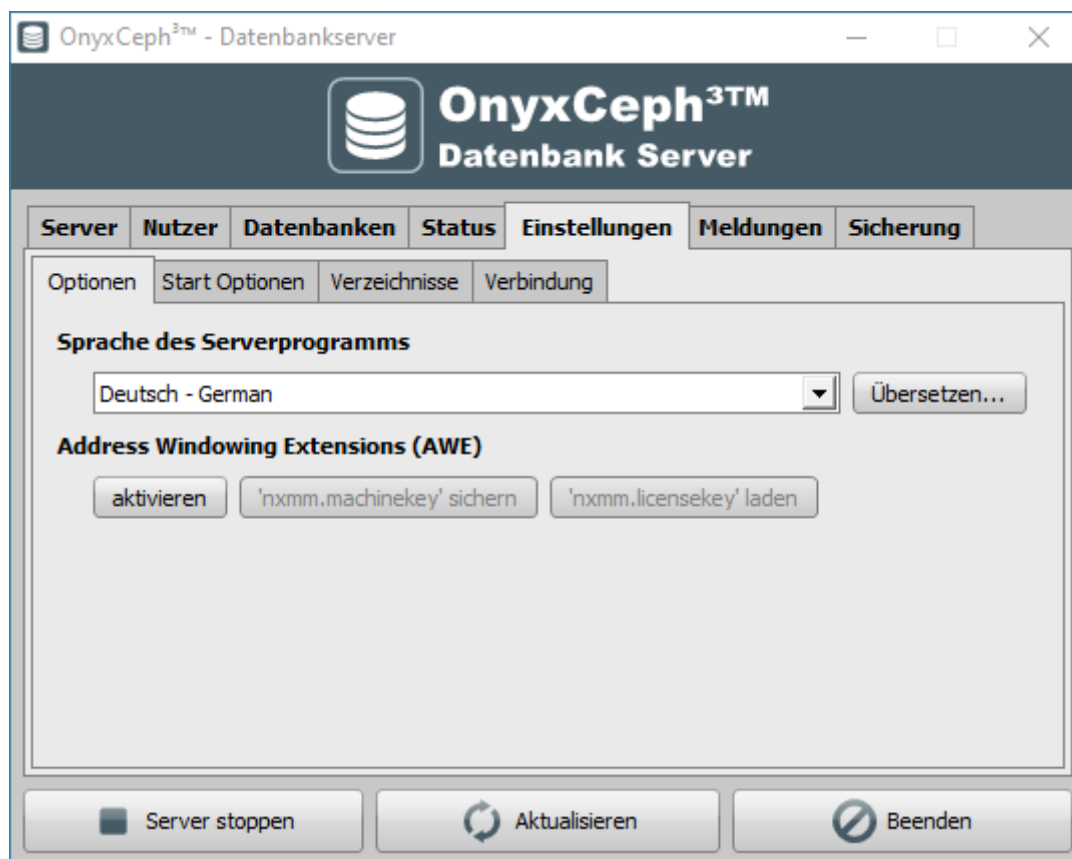 OnyxCeph³™ - Datenbankserver
OnyxCeph³TM
Datenbank Server
Server Nutzer Datenbanken Status Einstellungen Meldungen Sicherung
Optionen Start Optionen Verzeichnisse Verbindung
Sprache des Serverprogramms
Deutsch - German Übersetzen...
Address Windowing Extensions (AWE)
aktivieren 'nxmm.machinekey' sichern 'nxmm.licensekey' laden
Server stoppen Aktualisieren Beenden